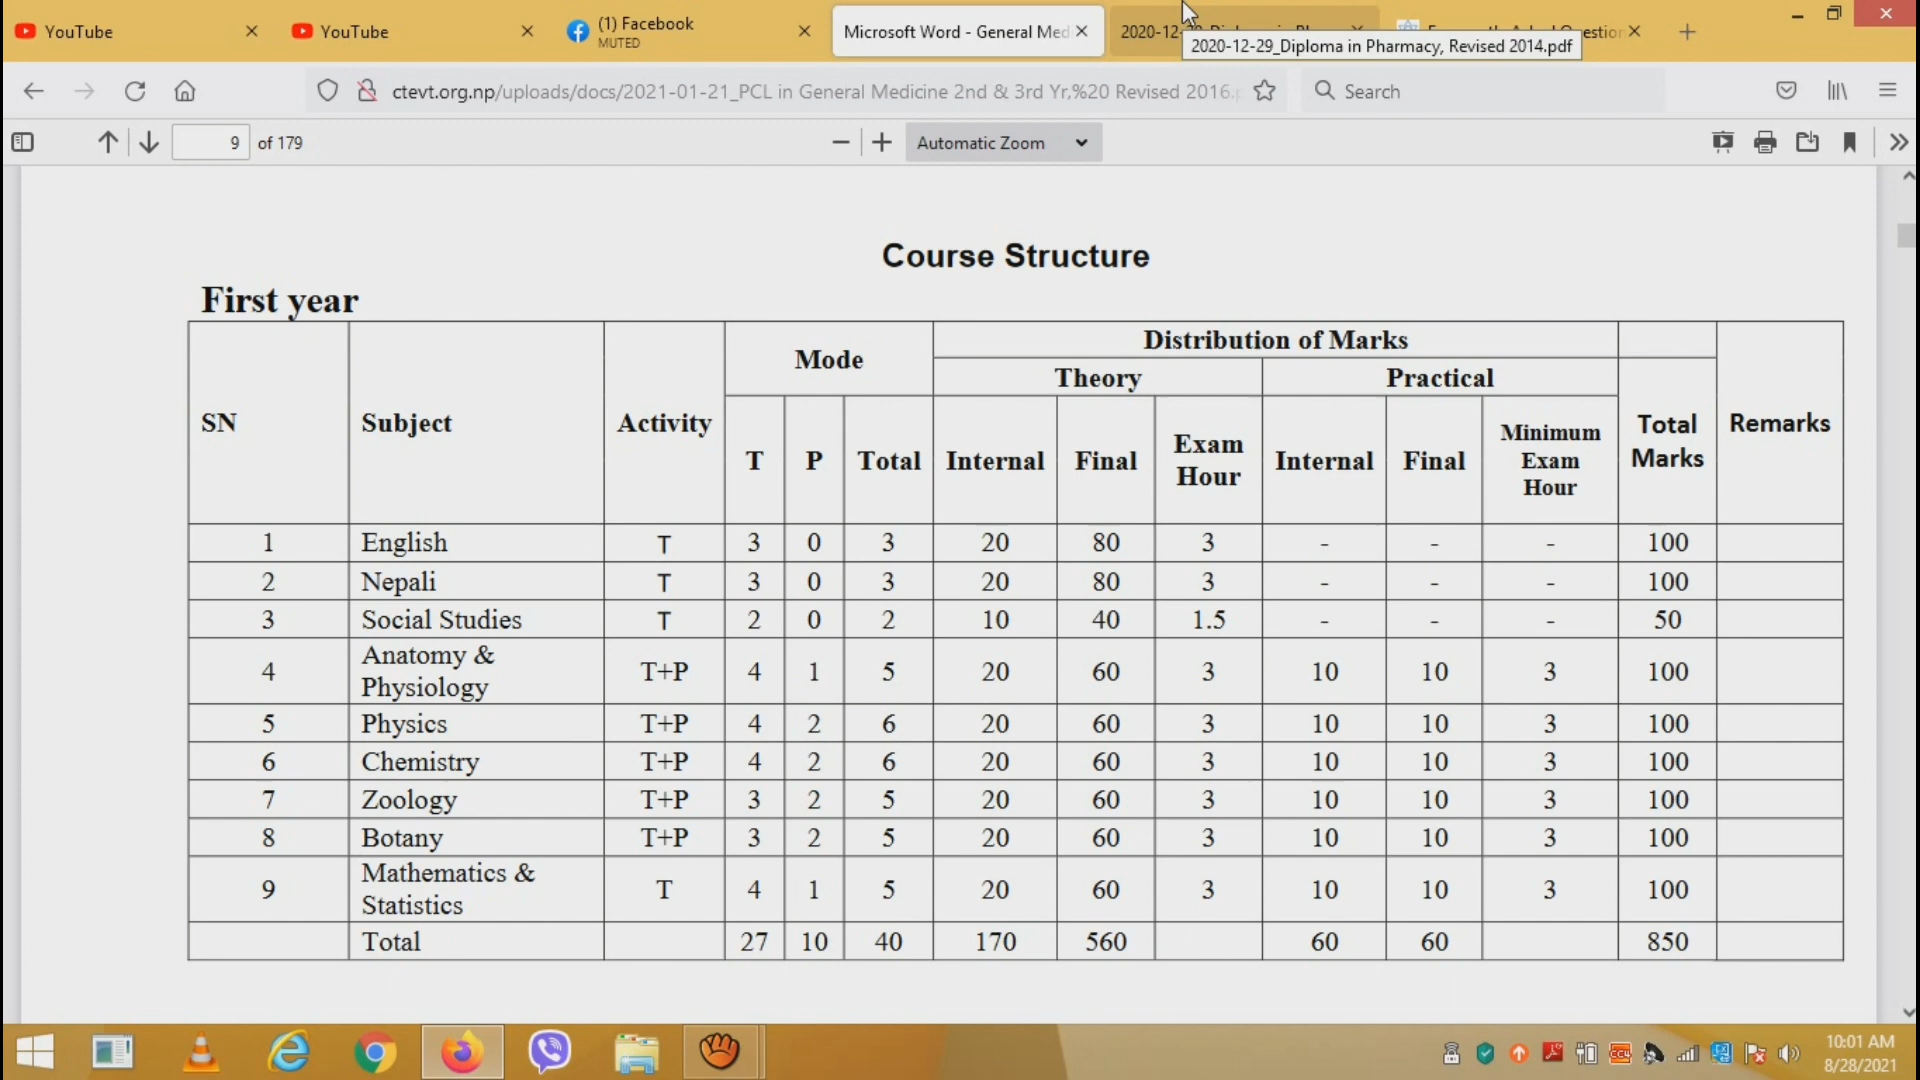 YouTube
YouTube
(1) Facebook
MUTED
Microsoft Word - General Med
2020-12-
2020-12-29_Diploma in Pharmacy, Revised 2014.pdf
ctevt.org.np/uploads/docs/2021-01-21_PCL in General Medicine 2nd & 3rd Yr,%20 Revised 2016.p
Search
9 of 179
Automatic Zoom
Course Structure
First year
SN Subject Activity Mode Distribution of Marks Total Marks Remarks
Theory Practical
T P Total Internal Final Exam Hour Internal Final Minimum Exam Hour
1 English T 3 0 3 20 80 3 - - - 100
2 Nepali T 3 0 3 20 80 3 - - - 100
3 Social Studies T 2 0 2 10 40 1.5 - - - 50
4 Anatomy & Physiology T+P 4 1 5 20 60 3 10 10 3 100
5 Physics T+P 4 2 6 20 60 3 10 10 3 100
6 Chemistry T+P 4 2 6 20 60 3 10 10 3 100
7 Zoology T+P 3 2 5 20 60 3 10 10 3 100
8 Botany T+P 3 2 5 20 60 3 10 10 3 100
9 Mathematics & Statistics T 4 1 5 20 60 3 10 10 3 100
Total 27 10 40 170 560 60 60 850
10:01 AM
8/28/2021